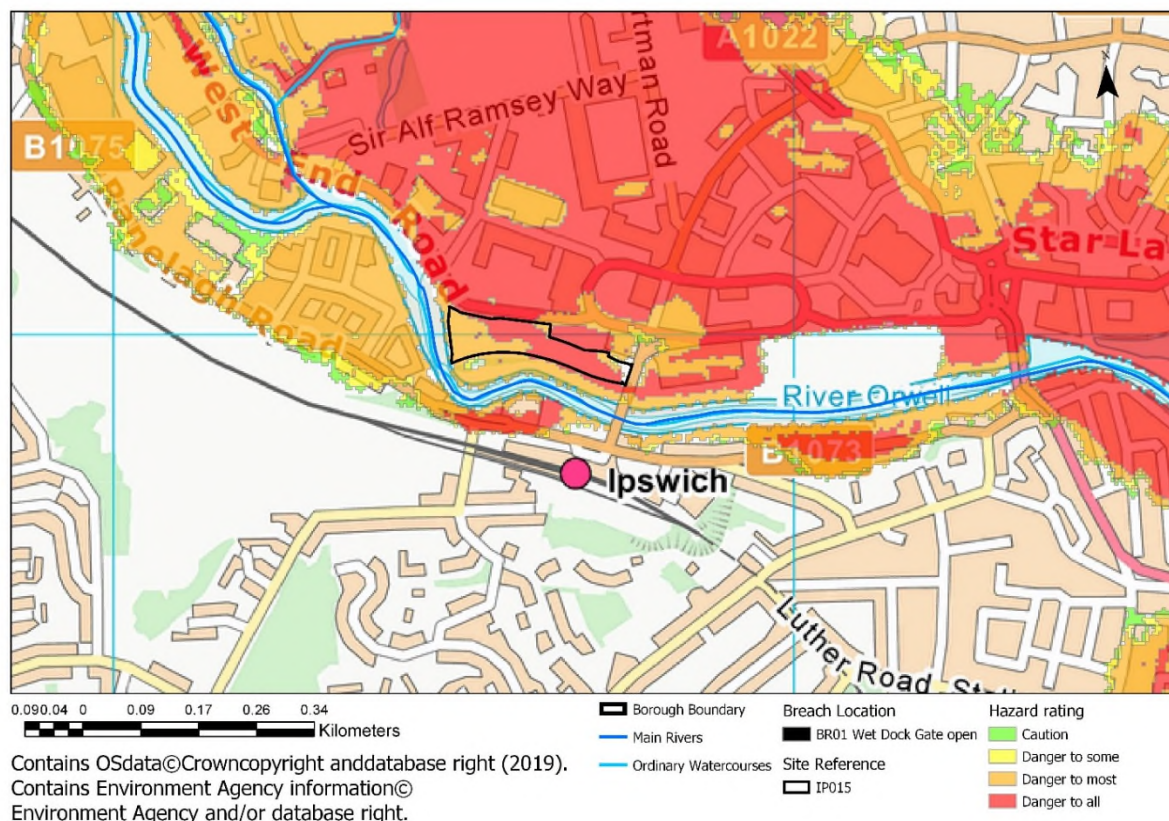 A1022
West End Road
Sir Alf Ramsey Way
rtman Road
B1075
Ranelagh Road
Star La
River Orwell
B1073
Ipswich
Luther Road, St
0.090.04 0 0.09 0.17 0.26 0.34
Kilometers
Contains OSdata©Crowncopyright anddatabase right (2019).
Contains Environment Agency information©
Environment Agency and/or database right.
Borough Boundary
Main Rivers
Ordinary Watercourses
Breach Location
BR01 Wet Dock Gate open
Site Reference
IP015
Hazard rating
Caution
Danger to some
Danger to most
Danger to all